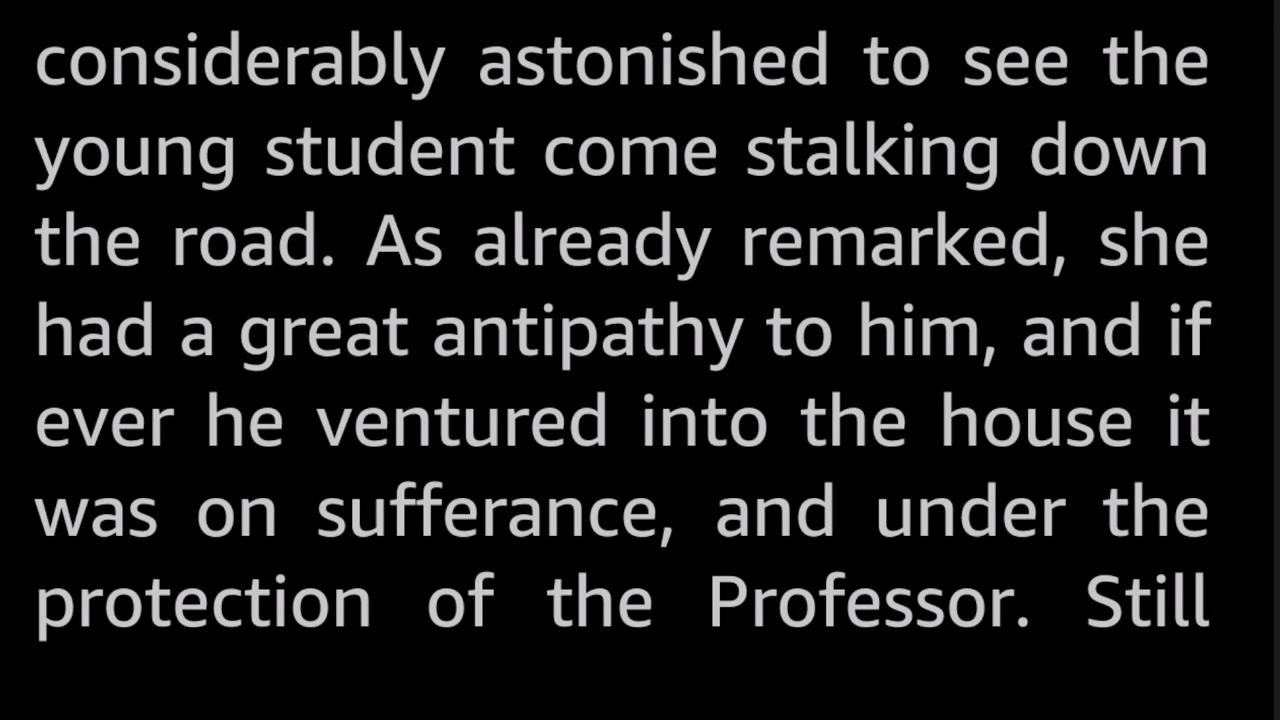 considerably astonished to see the
young student come stalking down
the road. As already remarked, she
had a great antipathy to him, and if
ever he ventured into the house it
was on sufferance, and under the
protection of the Professor. Still